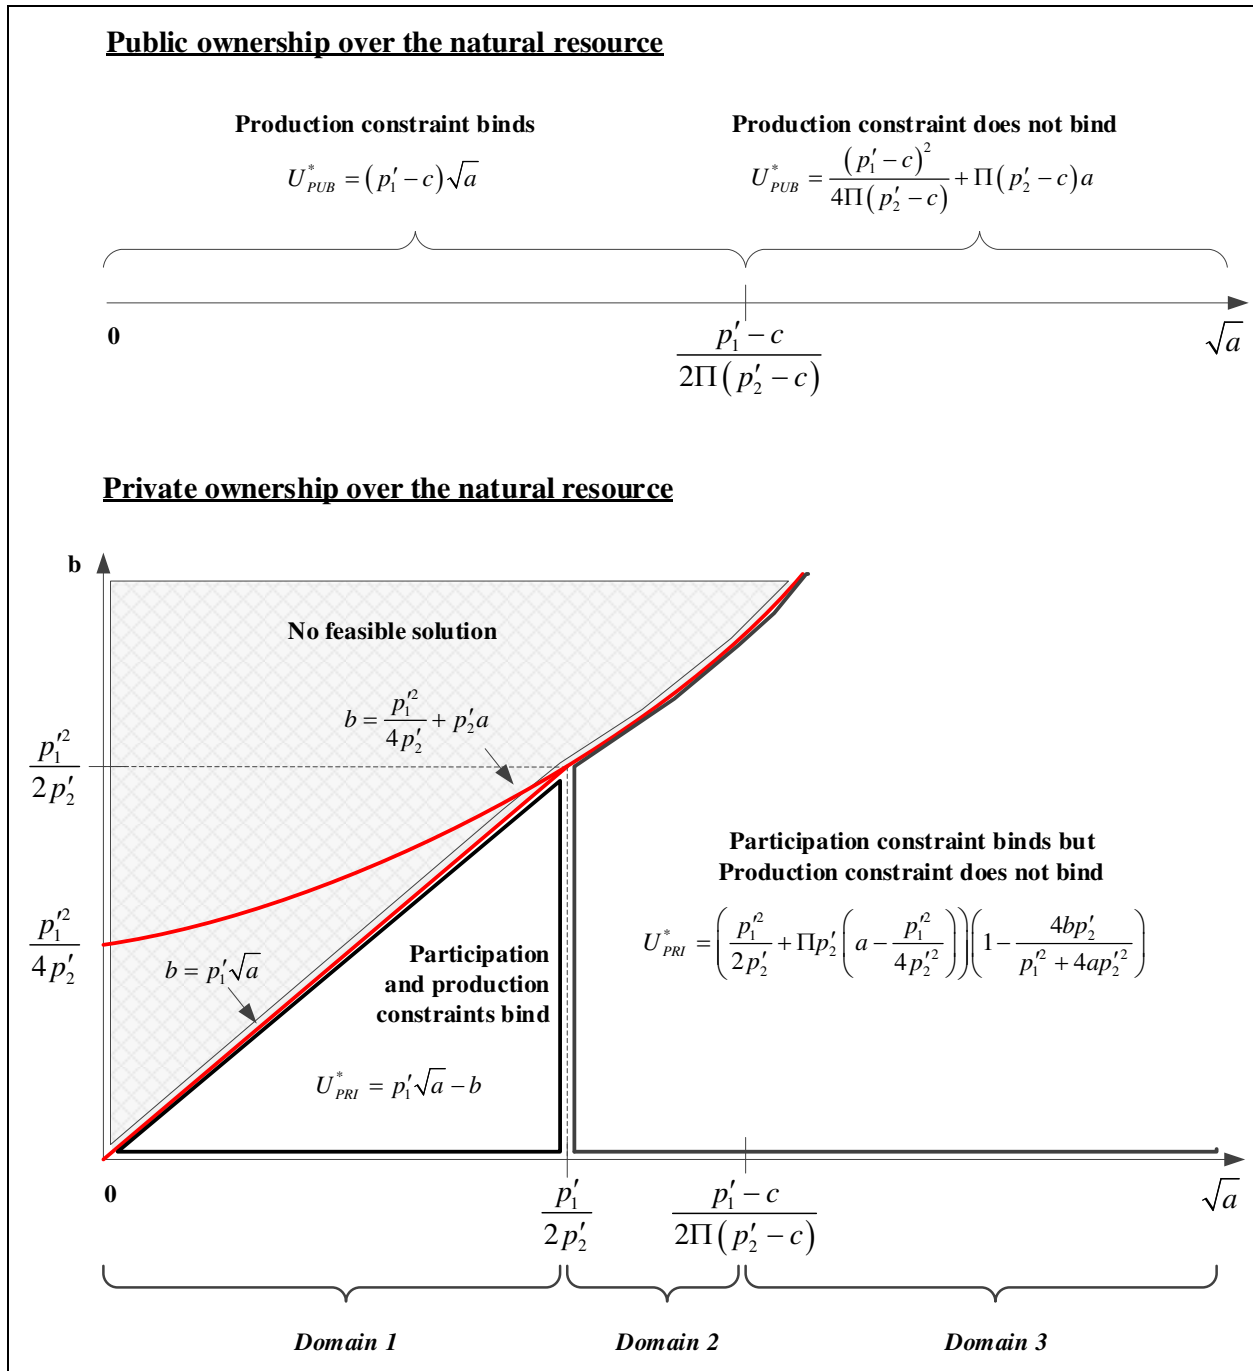 Public ownership over the natural resource
Production constraint binds
U*_PUB = (p′₁ − c)√a
Production constraint does not bind
U*_PUB = (p′₁ − c)² / 4Π(p′₂ − c) + Π(p′₂ − c)a
0
(p′₁ − c) / 2Π(p′₂ − c)
√a
Private ownership over the natural resource
b
No feasible solution
b = p′₁² / 4p′₂ + p′₂a
p′₁² / 2p′₂
Participation constraint binds but
Production constraint does not bind
U*_PRI = (p′₁² / 2p′₂ + Πp′₂(a − p′₁² / 4p′₂²))(1 − 4bp′₂ / (p′₁² + 4ap′₂²))
p′₁² / 4p′₂
b = p′₁√a
Participation
and production
constraints bind
U*_PRI = p′₁√a − b
0
p′₁ / 2p′₂
(p′₁ − c) / 2Π(p′₂ − c)
√a
Domain 1
Domain 2
Domain 3